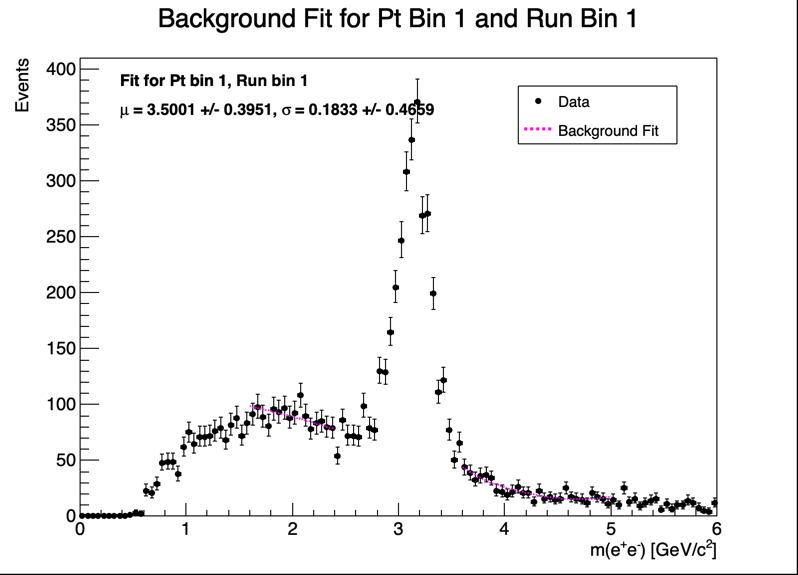 Background Fit for Pt Bin 1 and Run Bin 1
Events
400
350
300
250
200
150
100
50
0
Fit for Pt bin 1, Run bin 1
μ = 3.5001 +/- 0.3951, σ = 0.1833 +/- 0.4659
Data
Background Fit
0 1 2 3 4 5 6
m(e⁺e⁻) [GeV/c²]